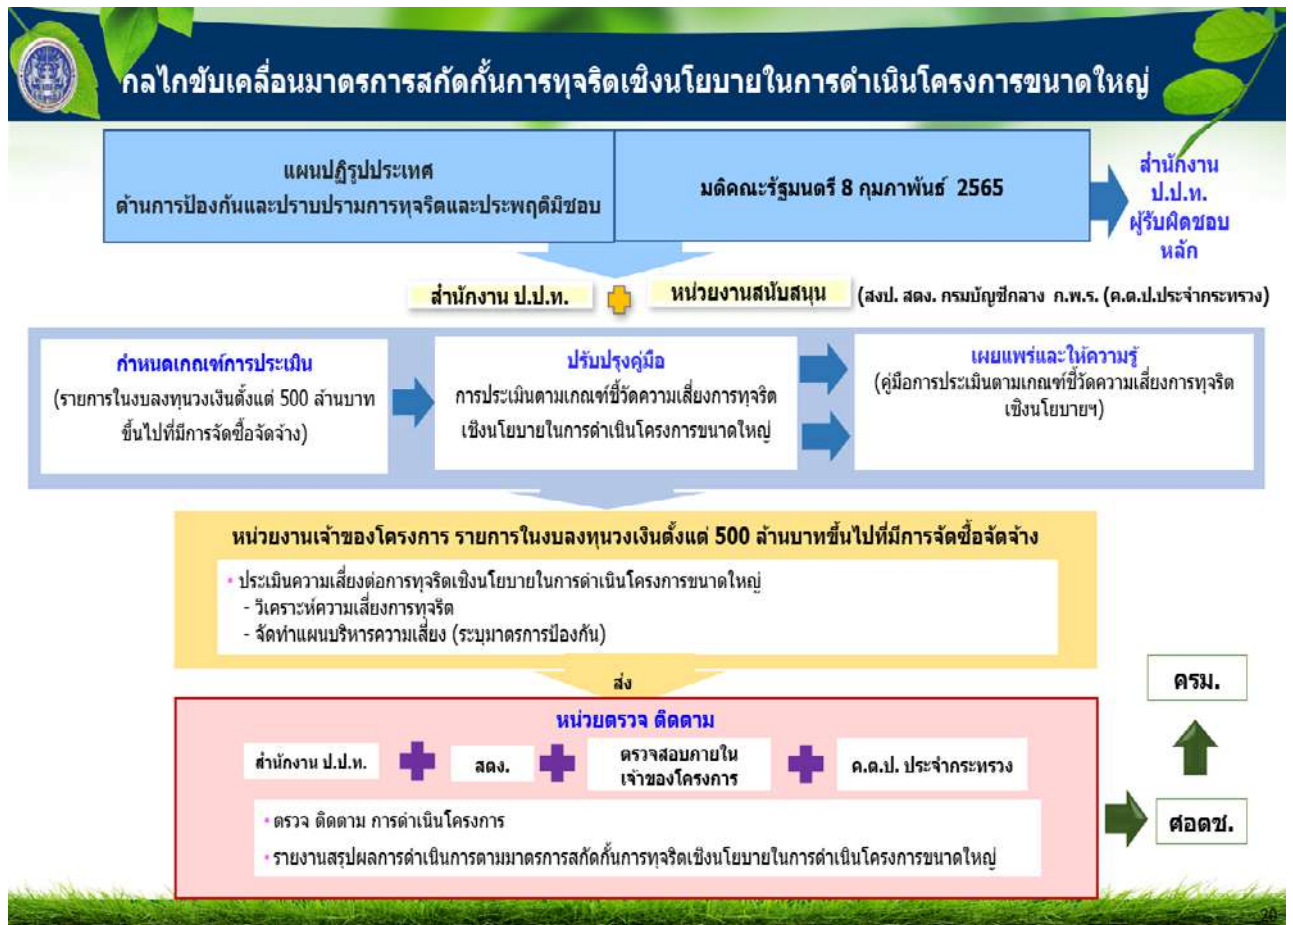 กลไกขับเคลื่อนมาตรการสกัดกั้นการทุจริตเชิงนโยบายในการดำเนินโครงการขนาดใหญ่
แผนปฏิรูปประเทศ
ด้านการป้องกันและปราบปรามการทุจริตและประพฤติมิชอบ
มติคณะรัฐมนตรี 8 กุมภาพันธ์ 2565
สำนักงาน
ป.ป.ท.
ผู้รับผิดชอบ
หลัก
สำนักงาน ป.ป.ท.
หน่วยงานสนับสนุน
(สงป. สตง. กรมบัญชีกลาง ก.พ.ร. (ค.ต.ป.ประจำกระทรวง)
กำหนดเกณฑ์การประเมิน
(รายการในงบลงทุนวงเงินตั้งแต่ 500 ล้านบาท
ขึ้นไปที่มีการจัดซื้อจัดจ้าง)
ปรับปรุงคู่มือ
การประเมินตามเกณฑ์ชี้วัดความเสี่ยงการทุจริต
เชิงนโยบายในการดำเนินโครงการขนาดใหญ่
เผยแพร่และให้ความรู้
(คู่มือการประเมินตามเกณฑ์ชี้วัดความเสี่ยงการทุจริต
เชิงนโยบายฯ)
หน่วยงานเจ้าของโครงการ รายการในงบลงทุนวงเงินตั้งแต่ 500 ล้านบาทขึ้นไปที่มีการจัดซื้อจัดจ้าง
• ประเมินความเสี่ยงต่อการทุจริตเชิงนโยบายในการดำเนินโครงการขนาดใหญ่
- วิเคราะห์ความเสี่ยงการทุจริต
- จัดทำแผนบริหารความเสี่ยง (ระบุมาตรการป้องกัน)
ส่ง
หน่วยตรวจ ติดตาม
สำนักงาน ป.ป.ท.
สตง.
ตรวจสอบภายใน
เจ้าของโครงการ
ค.ต.ป. ประจำกระทรวง
• ตรวจ ติดตาม การดำเนินโครงการ
• รายงานสรุปผลการดำเนินการตามมาตรการสกัดกั้นการทุจริตเชิงนโยบายในการดำเนินโครงการขนาดใหญ่
ครม.
ศอตช.
20